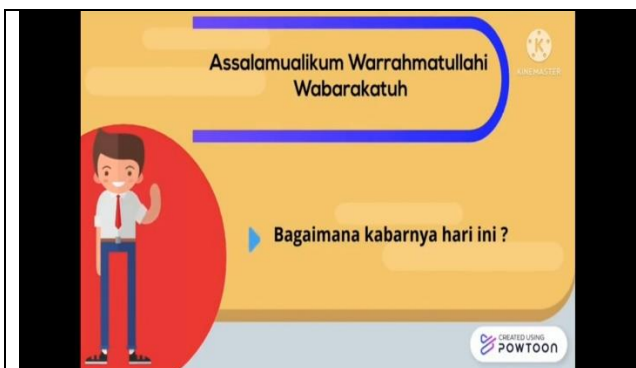 Assalamualikum Warrahmatullahi
Wabarakatuh
KINEMASTER
Bagaimana kabarnya hari ini ?
CREATED USING
POWTOON